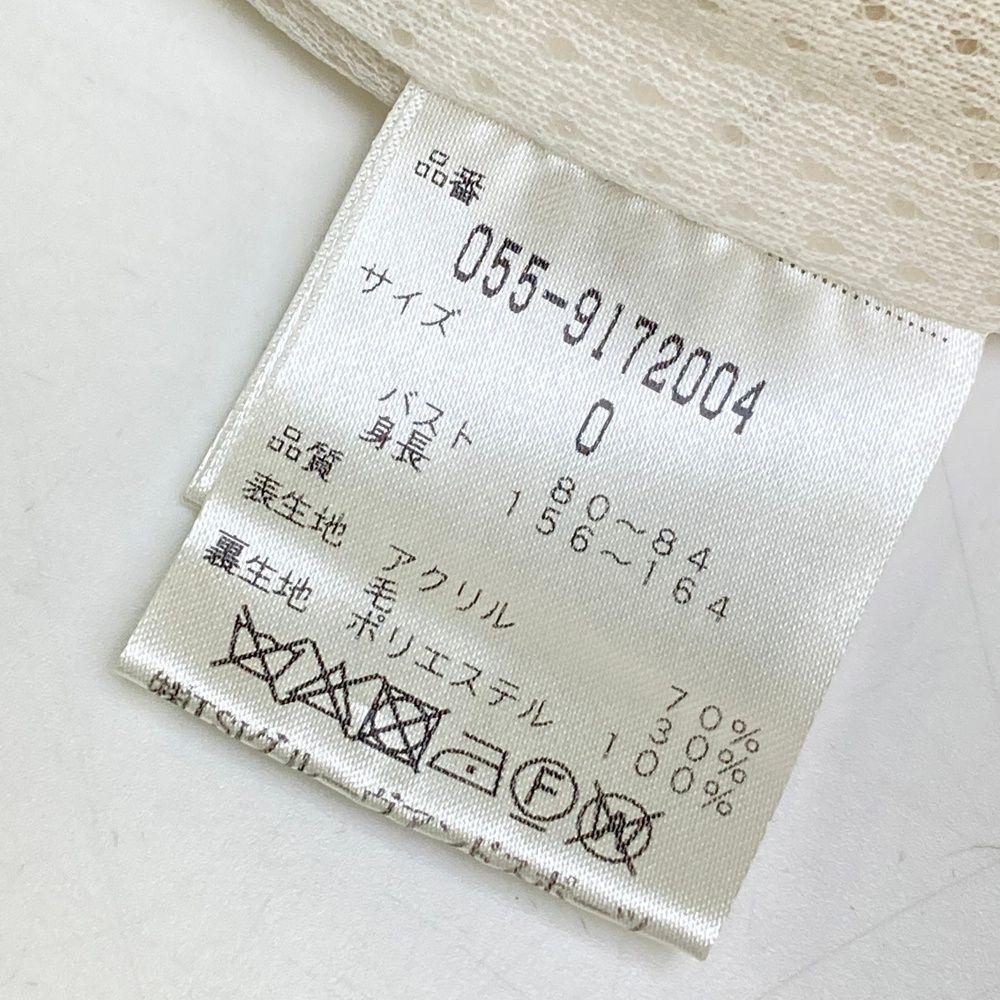 品番
055-9172004
サイズ
0
バスト 80～84
身長 156～164
品質
表生地 アクリル 70%
毛 30%
裏生地 ポリエステル 100%
F
W